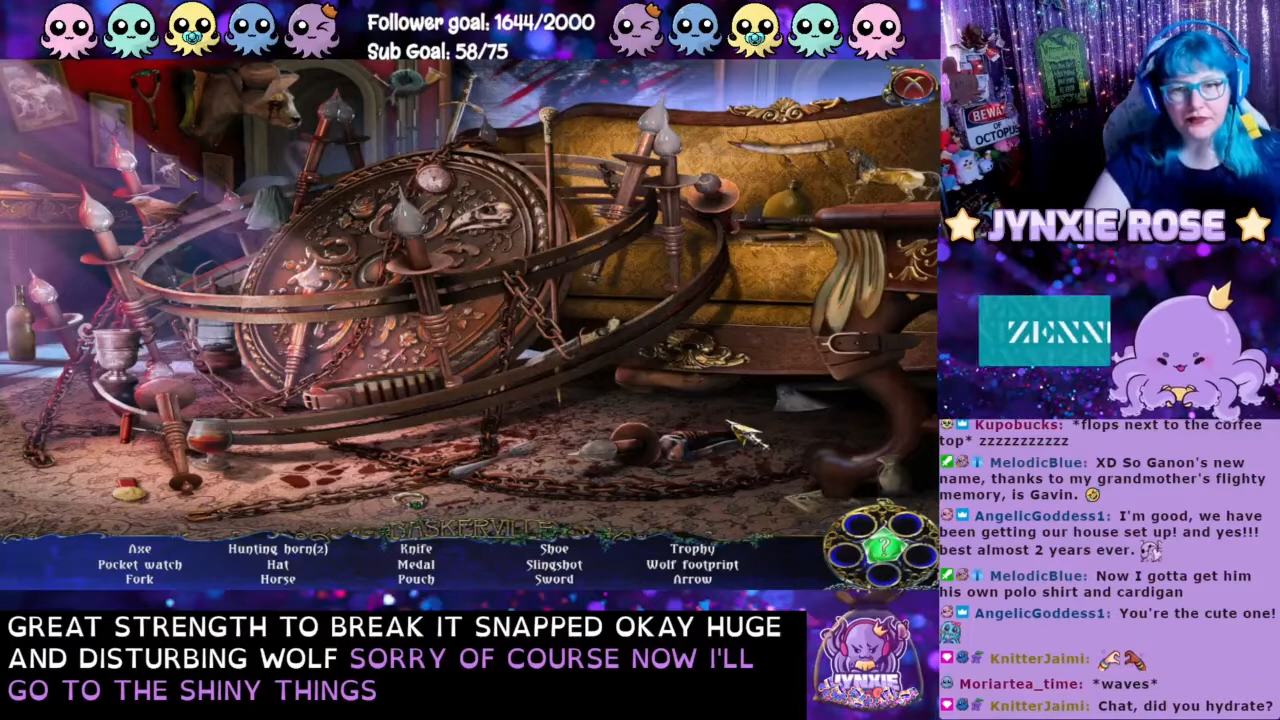 Follower goal: 1644/2000
Sub Goal: 58/75
BEWARE
OF
OCTOPUS
JYNXIE ROSE
ZENNI
Kupobucks: *flops next to the coffee
top* zzzzzzzzzzz
MelodicBlue: XD So Ganon's new
name, thanks to my grandmother's flighty
memory, is Gavin.
AngelicGoddess1: I'm good, we have
been getting our house set up! and yes!!!
best almost 2 years ever.
MelodicBlue: Now I gotta get him
his own polo shirt and cardigan
AngelicGoddess1: You're the cute one!
KnitterJaimi:
Moriartea_time: *waves*
KnitterJaimi: Chat, did you hydrate?
BASKERVILLE
Axe
Hunting horn(2)
Knife
Shoe
Trophy
Pocket watch
Hat
Medal
Slingshot
Wolf footprint
Fork
Horse
Pouch
Sword
Arrow
?
GREAT STRENGTH TO BREAK IT SNAPPED OKAY HUGE
AND DISTURBING WOLF SORRY OF COURSE NOW I'LL
GO TO THE SHINY THINGS
JYNXIE